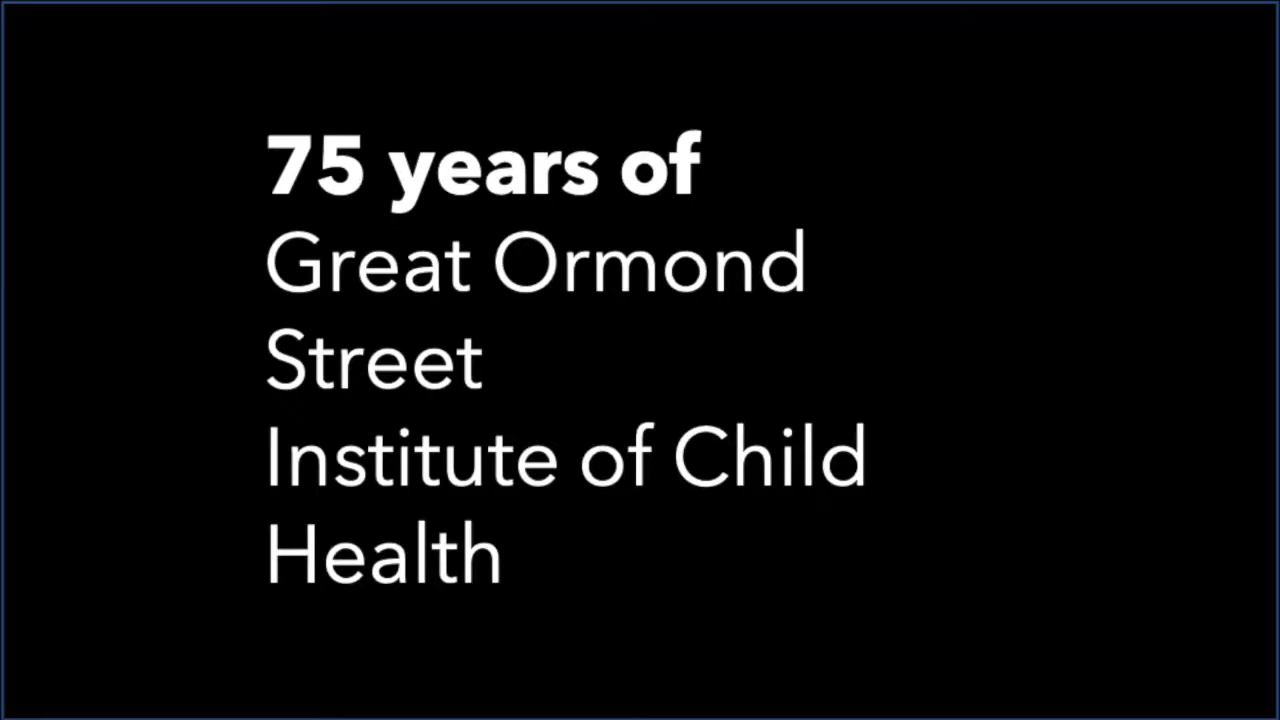 75 years of
Great Ormond
Street
Institute of Child
Health